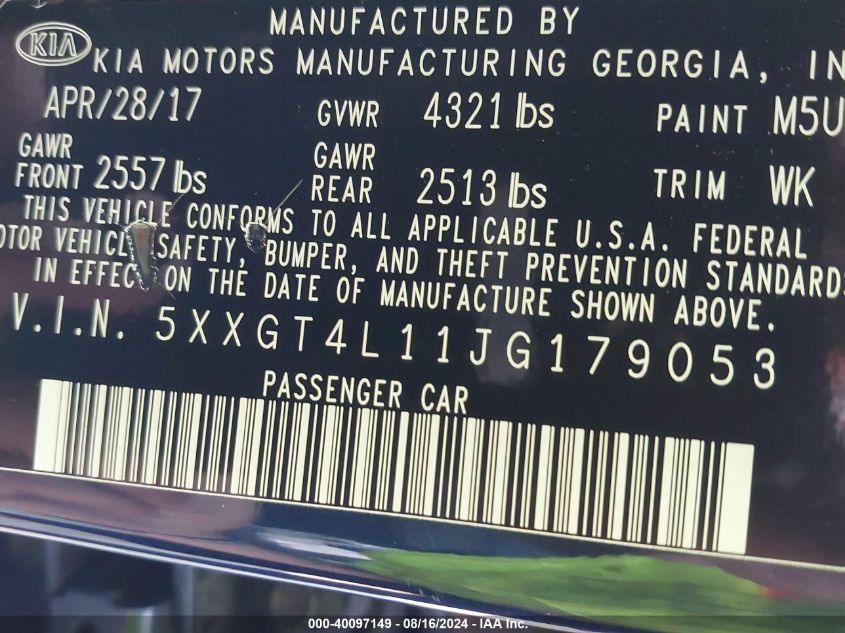 MANUFACTURED BY
KIA
KIA MOTORS MANUFACTURING GEORGIA, IN
APR/28/17 GVWR 4321 lbs PAINT M5U
GAWR FRONT 2557 lbs GAWR REAR 2513 lbs TRIM WK
THIS VEHICLE CONFORMS TO ALL APPLICABLE U.S.A. FEDERAL
OTOR VEHICLE SAFETY, BUMPER, AND THEFT PREVENTION STANDARDS
IN EFFECT ON THE DATE OF MANUFACTURE SHOWN ABOVE.
V.I.N. 5XXGT4L11JG179053
PASSENGER CAR
000-40097149 - 08/16/2024 - IAA Inc.